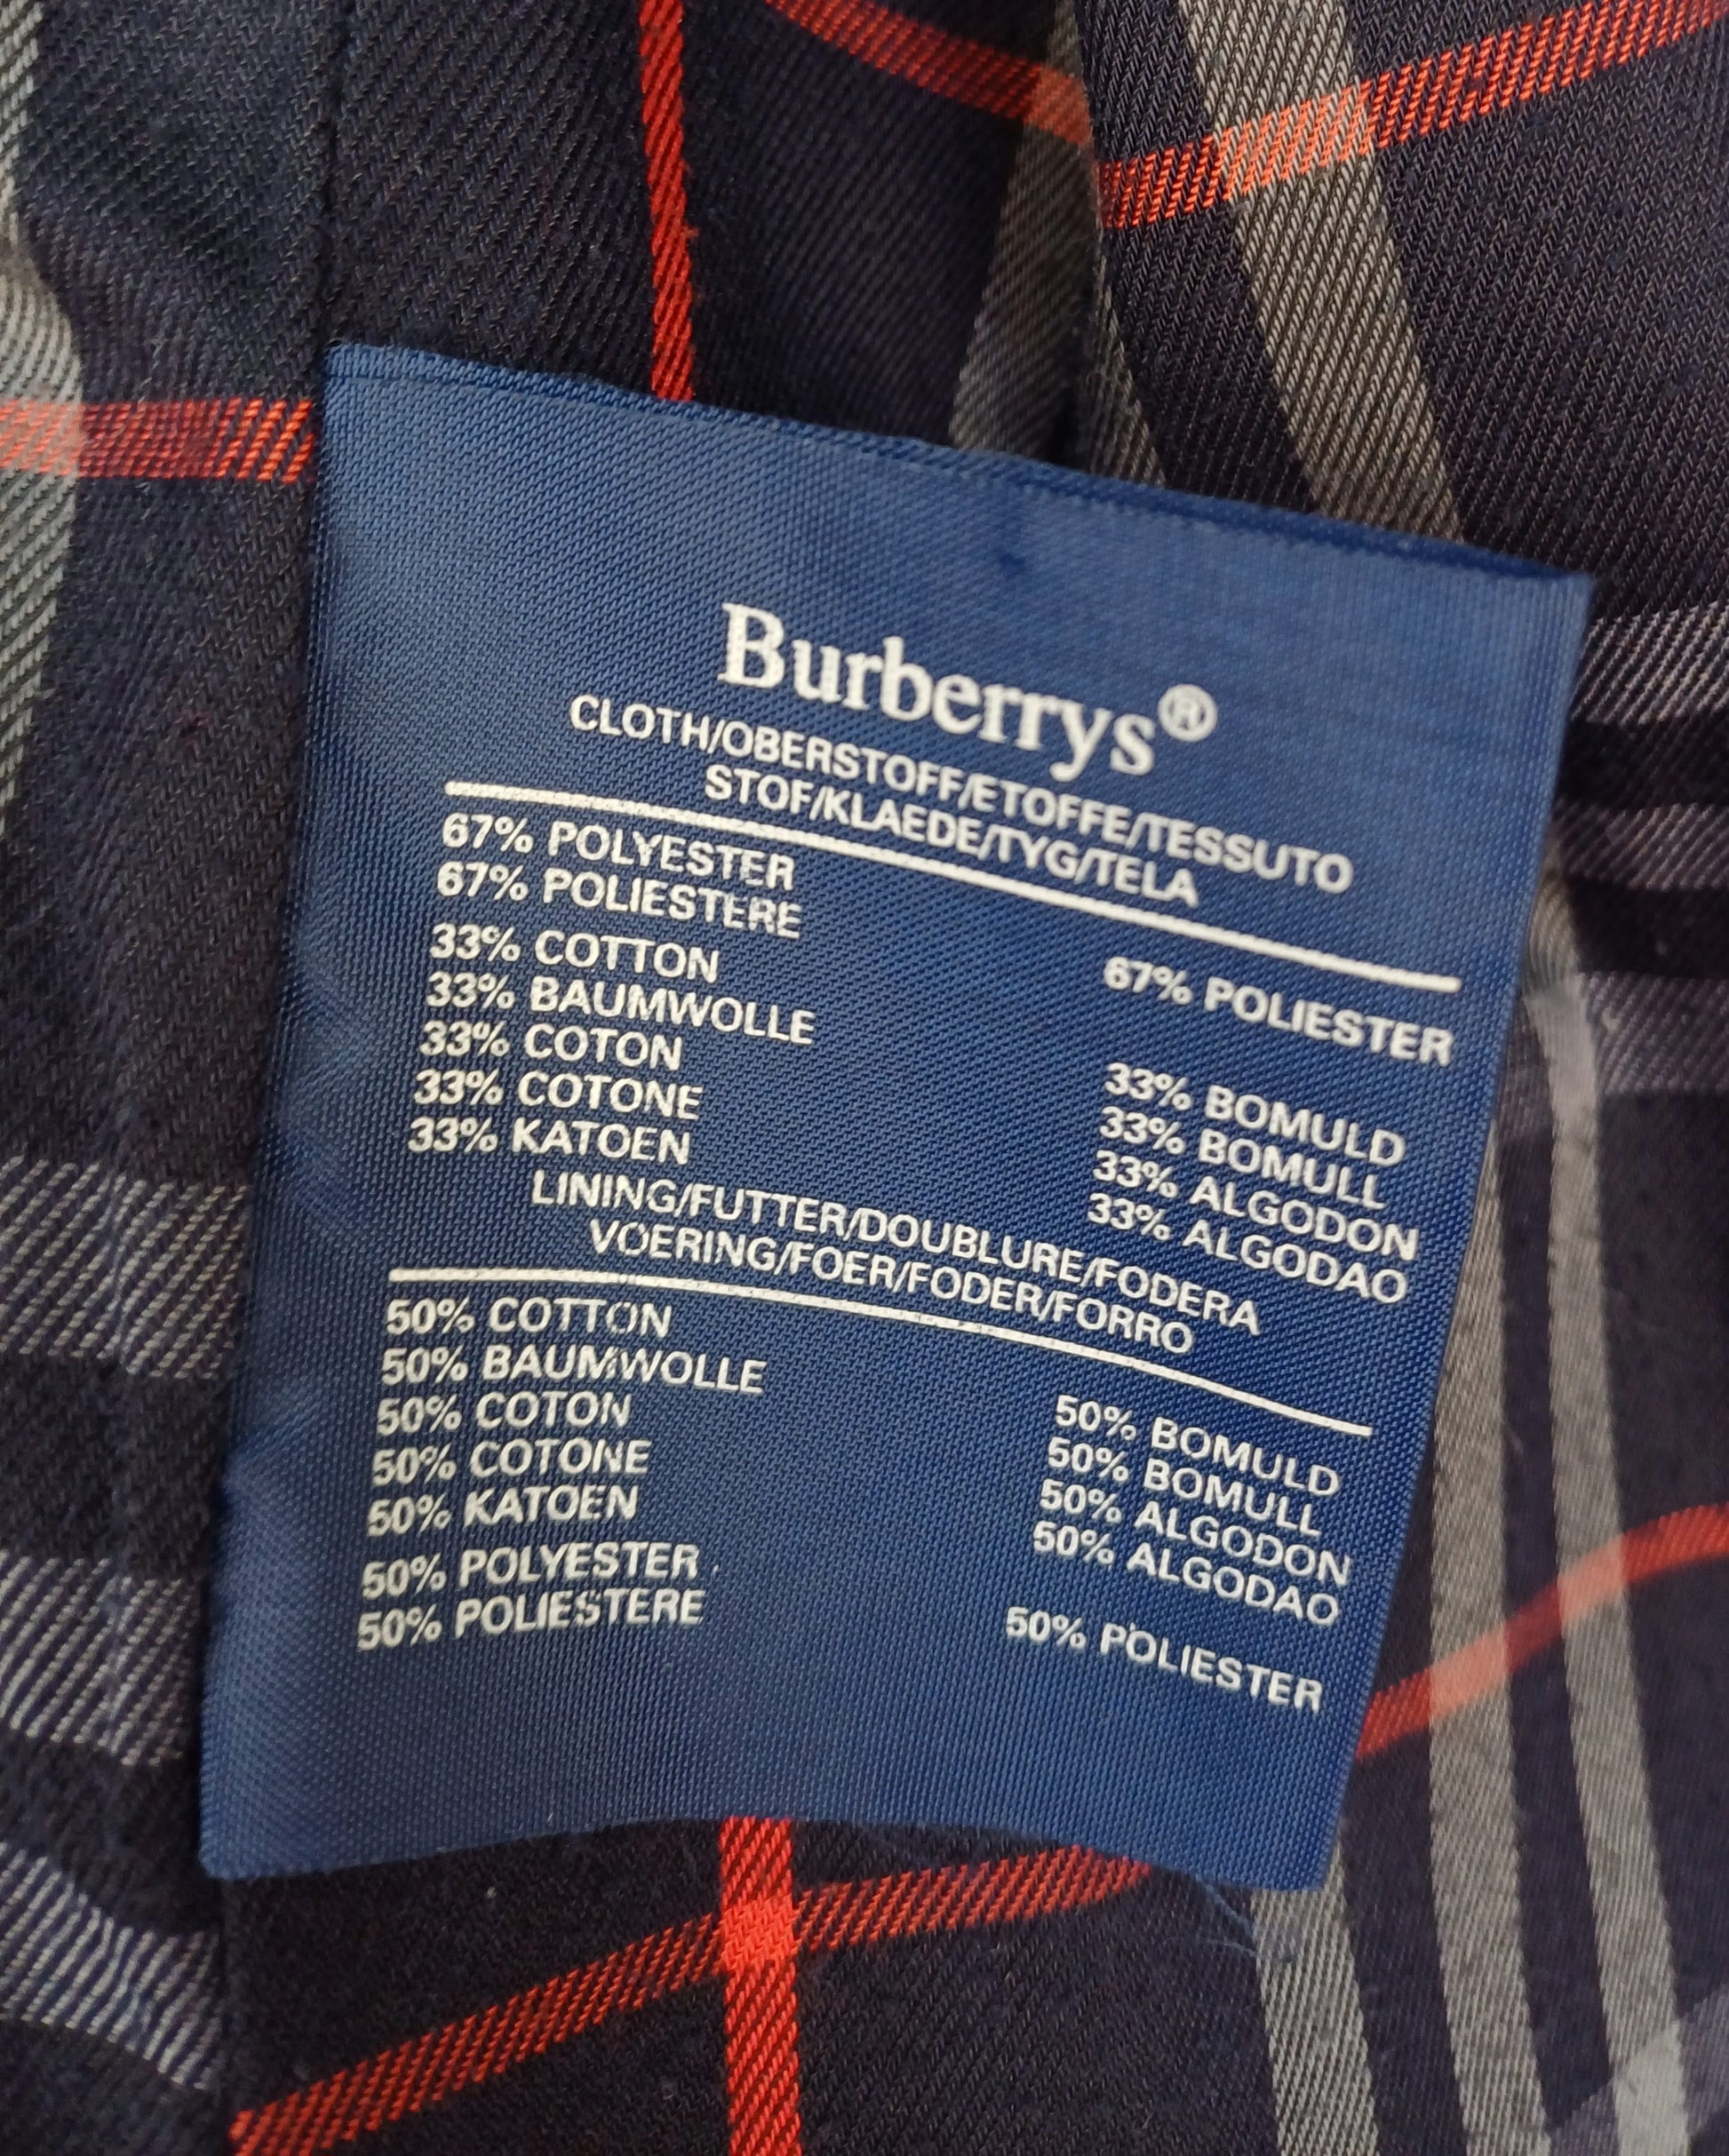 Burberrys®
CLOTH/OBERSTOFF/ETOFFE/TESSUTO
STOF/KLAEDE/TYG/TELA
67% POLYESTER
67% POLIESTERE
67% POLIESTER
33% COTTON
33% BAUMWOLLE
33% COTON
33% COTONE
33% KATOEN
33% BOMULD
33% BOMULL
33% ALGODON
33% ALGODAO
LINING/FUTTER/DOUBLURE/FODERA
VOERING/FOER/FODER/FORRO
50% COTTON
50% BAUMWOLLE
50% COTON
50% COTONE
50% KATOEN
50% BOMULD
50% BOMULL
50% ALGODON
50% ALGODAO
50% POLYESTER
50% POLIESTERE
50% POLIESTER